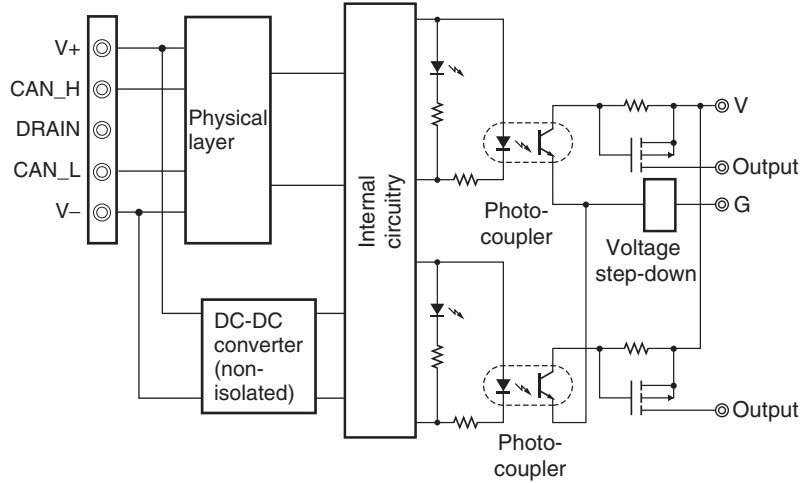 V+
CAN_H
DRAIN
CAN_L
V–
Physical
layer
DC-DC
converter
(non-
isolated)
Internal
circuitry
Photo-
coupler
Photo-
coupler
V
Output
G
Voltage
step-down
Output